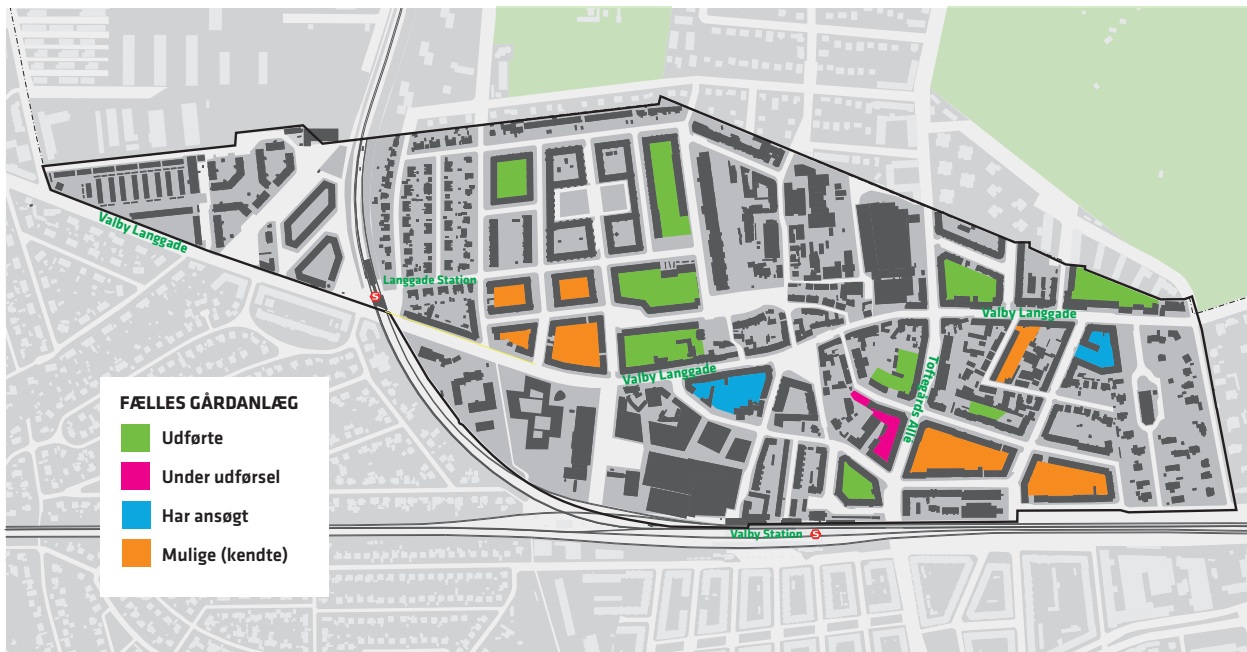 Valby Langgade
Langgade Station
S
Valby Langgade
Valby Langgade
Toftegårds Allé
Valby Station S
FÆLLES GÅRDANLÆG
Udførte
Under udførsel
Har ansøgt
Mulige (kendte)